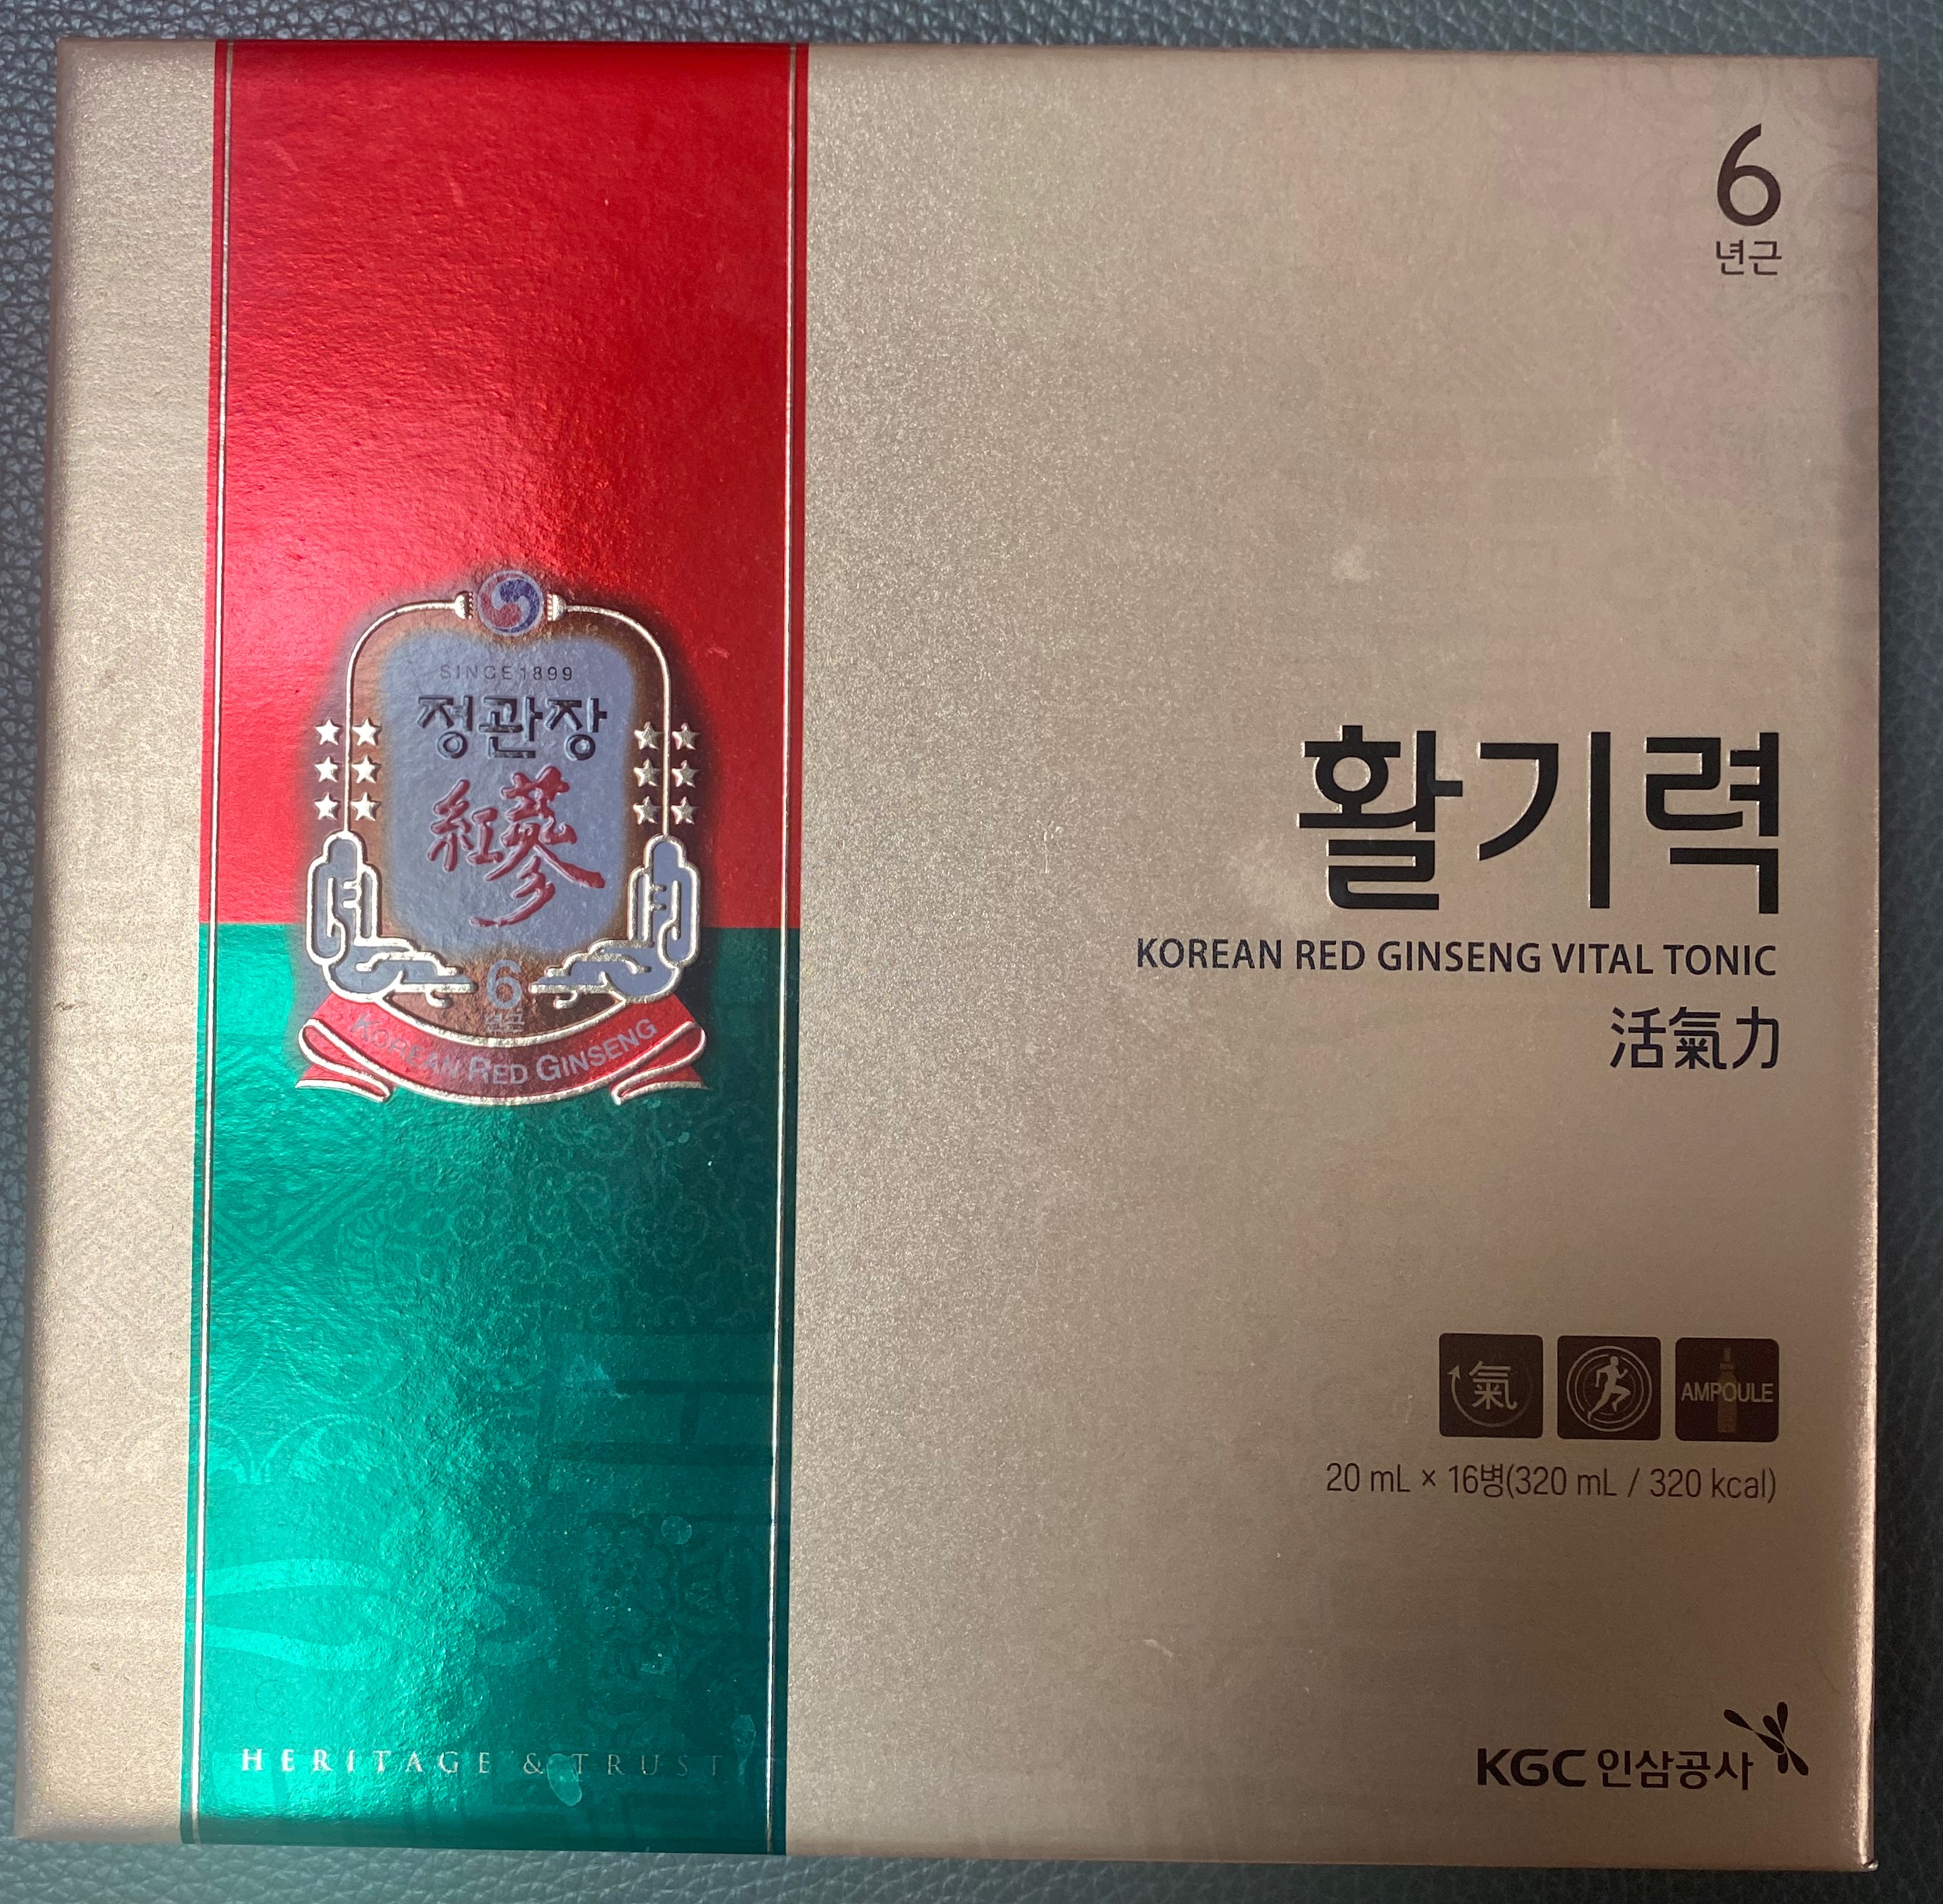 6
년근
SINCE 1899
정관장
紅蔘
6
년근
KOREAN RED GINSENG
활기력
KOREAN RED GINSENG VITAL TONIC
活氣力
氣
AMPOULE
20 mL × 16병(320 mL / 320 kcal)
HERITAGE & TRUST
KGC 인삼공사